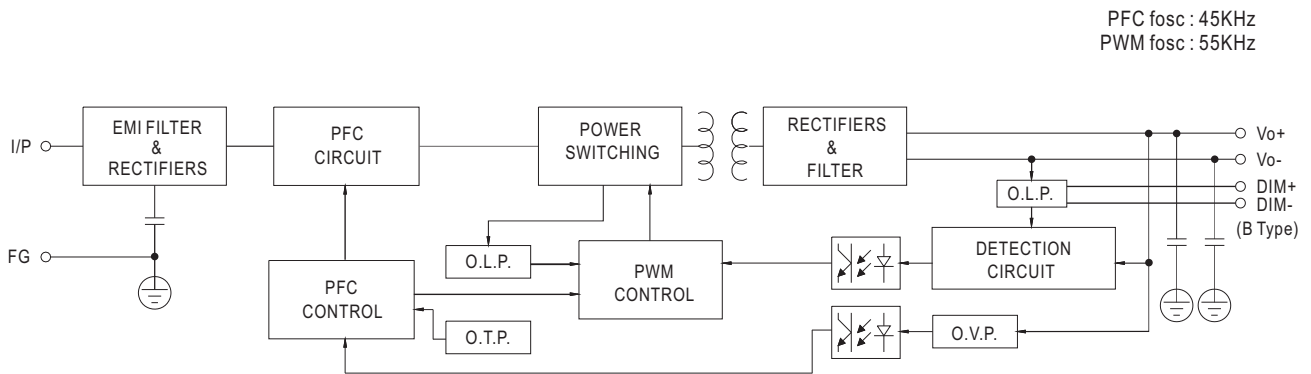 PFC fosc : 45KHz
PWM fosc : 55KHz
I/P
EMI FILTER
&
RECTIFIERS
PFC
CIRCUIT
POWER
SWITCHING
RECTIFIERS
&
FILTER
Vo+
Vo-
DIM+
DIM-
(B Type)
O.L.P.
FG
O.L.P.
PFC
CONTROL
O.T.P.
PWM
CONTROL
DETECTION
CIRCUIT
O.V.P.